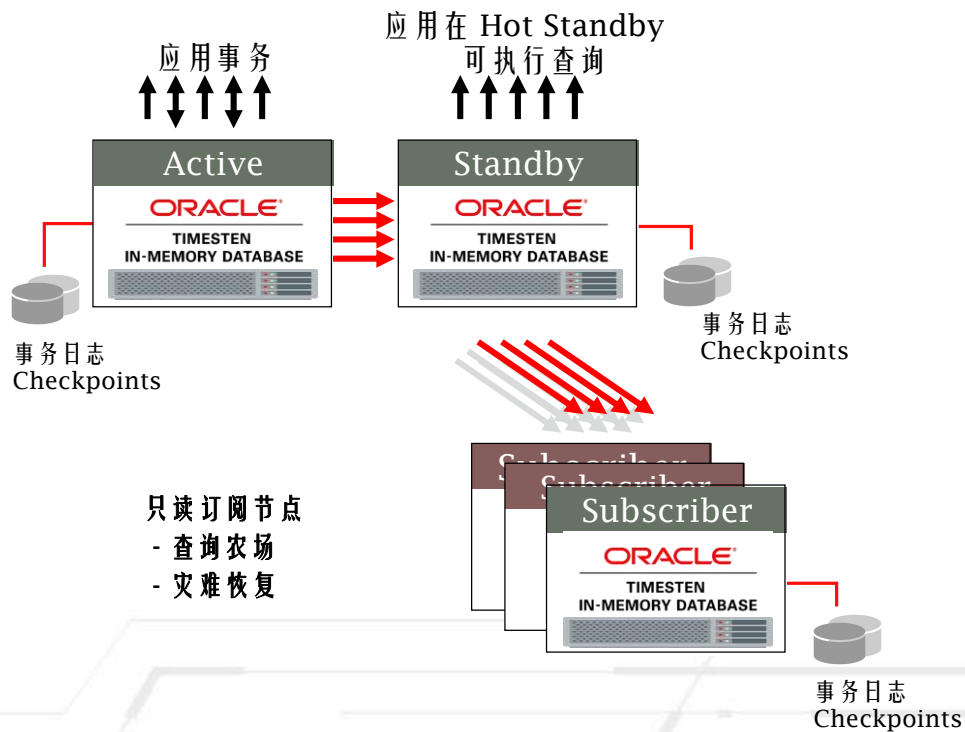 应用事务
应用在 Hot Standby
可执行查询
Active
ORACLE
TIMESTEN
IN-MEMORY DATABASE
Standby
ORACLE
TIMESTEN
IN-MEMORY DATABASE
事务日志
Checkpoints
事务日志
Checkpoints
只读订阅节点
- 查询农场
- 灾难恢复
Subscriber
Subscriber
Subscriber
ORACLE
TIMESTEN
IN-MEMORY DATABASE
事务日志
Checkpoints